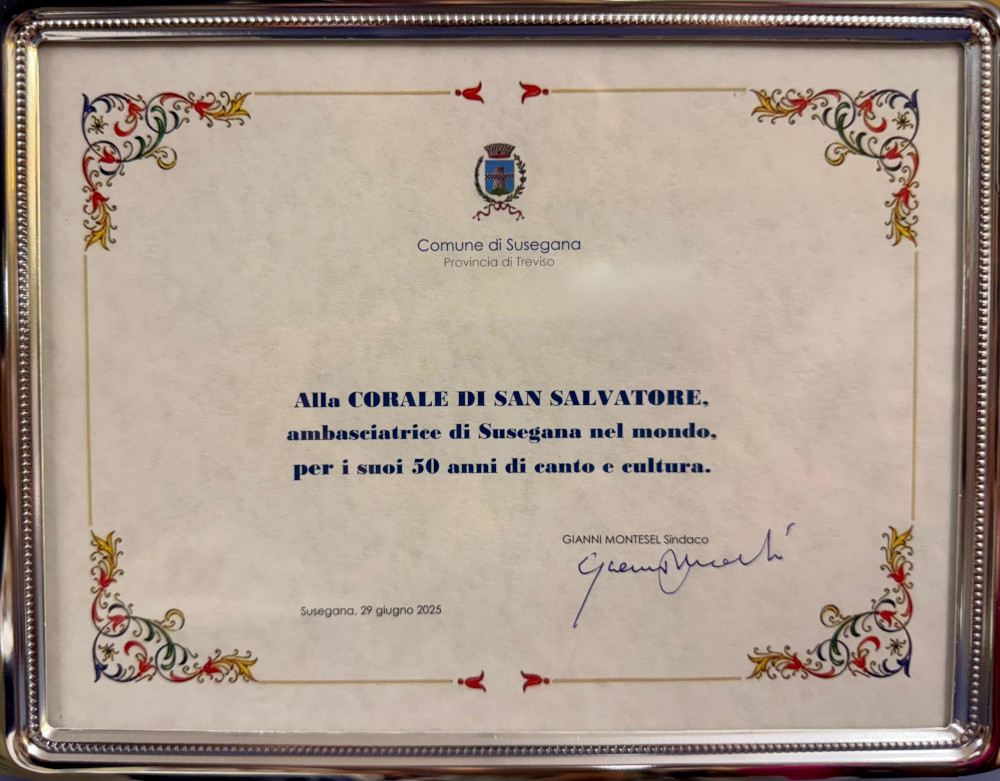 Comune di Susegana
Provincia di Treviso
Alla CORALE DI SAN SALVATORE,
ambasciatrice di Susegana nel mondo,
per i suoi 50 anni di canto e cultura.
GIANNI MONTESEL Sindaco
Susegana, 29 giugno 2025